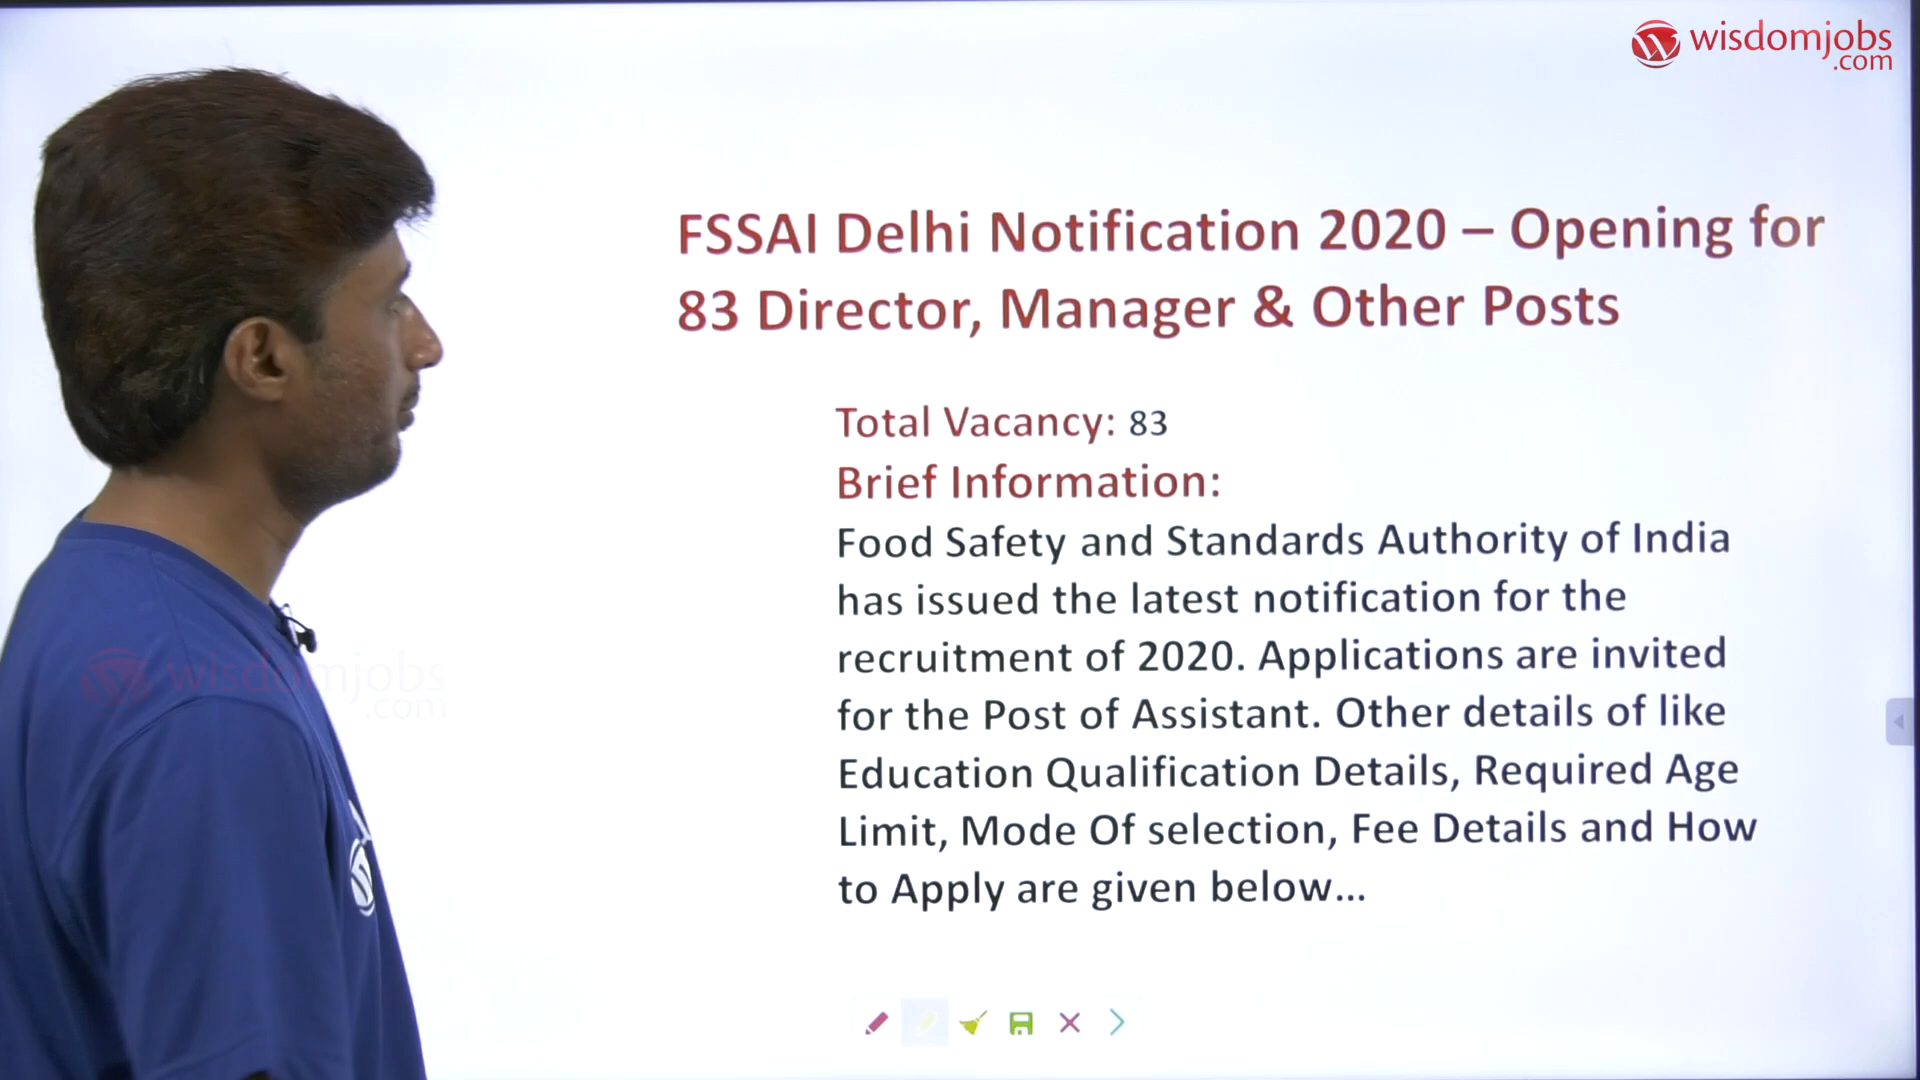 wisdomjobs
.com
FSSAI Delhi Notification 2020 – Opening for
83 Director, Manager & Other Posts
Total Vacancy: 83
Brief Information:
Food Safety and Standards Authority of India
has issued the latest notification for the
recruitment of 2020. Applications are invited
for the Post of Assistant. Other details of like
Education Qualification Details, Required Age
Limit, Mode Of selection, Fee Details and How
to Apply are given below...
wisdomjobs
.com